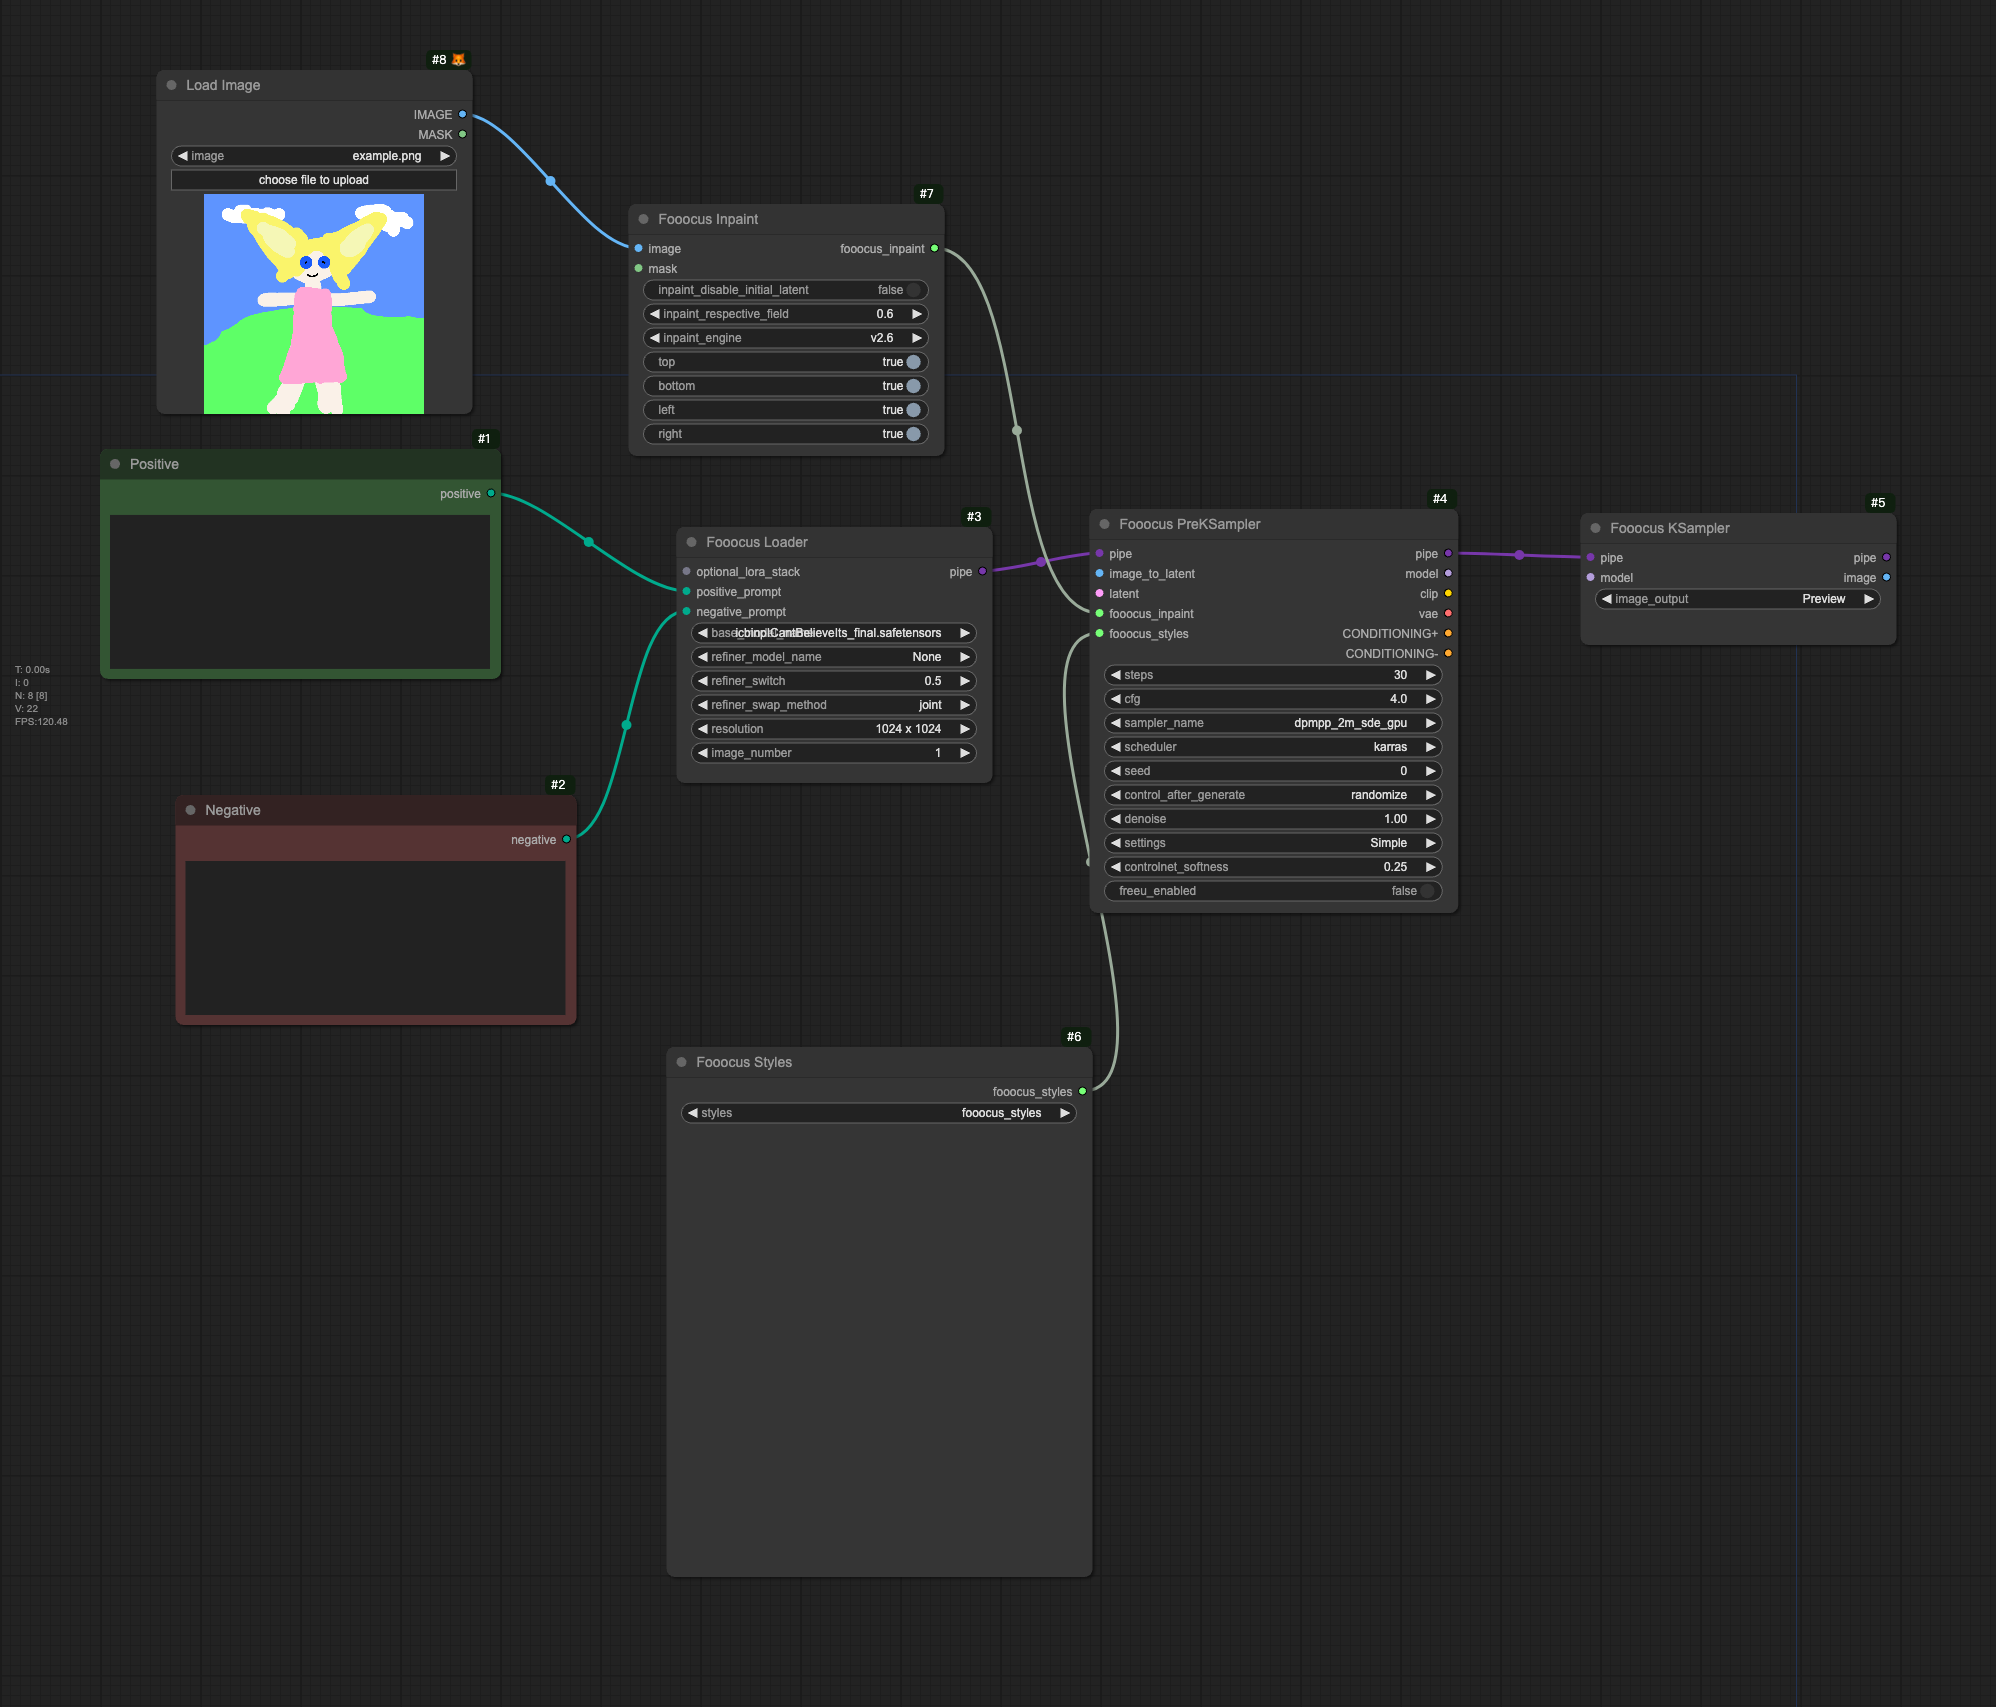 #8
Load Image
IMAGE
MASK
image example.png
choose file to upload
#7
Fooocus Inpaint
image fooocus_inpaint
mask
inpaint_disable_initial_latent false
inpaint_respective_field 0.6
inpaint_engine v2.6
top true
bottom true
left true
right true
#1
Positive
positive
#3
Fooocus Loader
optional_lora_stack pipe
positive_prompt
negative_prompt
icbinpICantBelieveIts_final.safetensors
refiner_model_name None
refiner_switch 0.5
refiner_swap_method joint
resolution 1024 x 1024
image_number 1
#4
Fooocus PreKSampler
pipe pipe
image_to_latent model
latent clip
fooocus_inpaint vae
fooocus_styles CONDITIONING+
CONDITIONING-
steps 30
cfg 4.0
sampler_name dpmpp_2m_sde_gpu
scheduler karras
seed 0
control_after_generate randomize
denoise 1.00
settings Simple
controlnet_softness 0.25
freeu_enabled false
#5
Fooocus KSampler
pipe pipe
model image
image_output Preview
T: 0.00s
I: 0
N: 8 [8]
V: 22
FPS:120.48
#2
Negative
negative
#6
Fooocus Styles
fooocus_styles
styles fooocus_styles